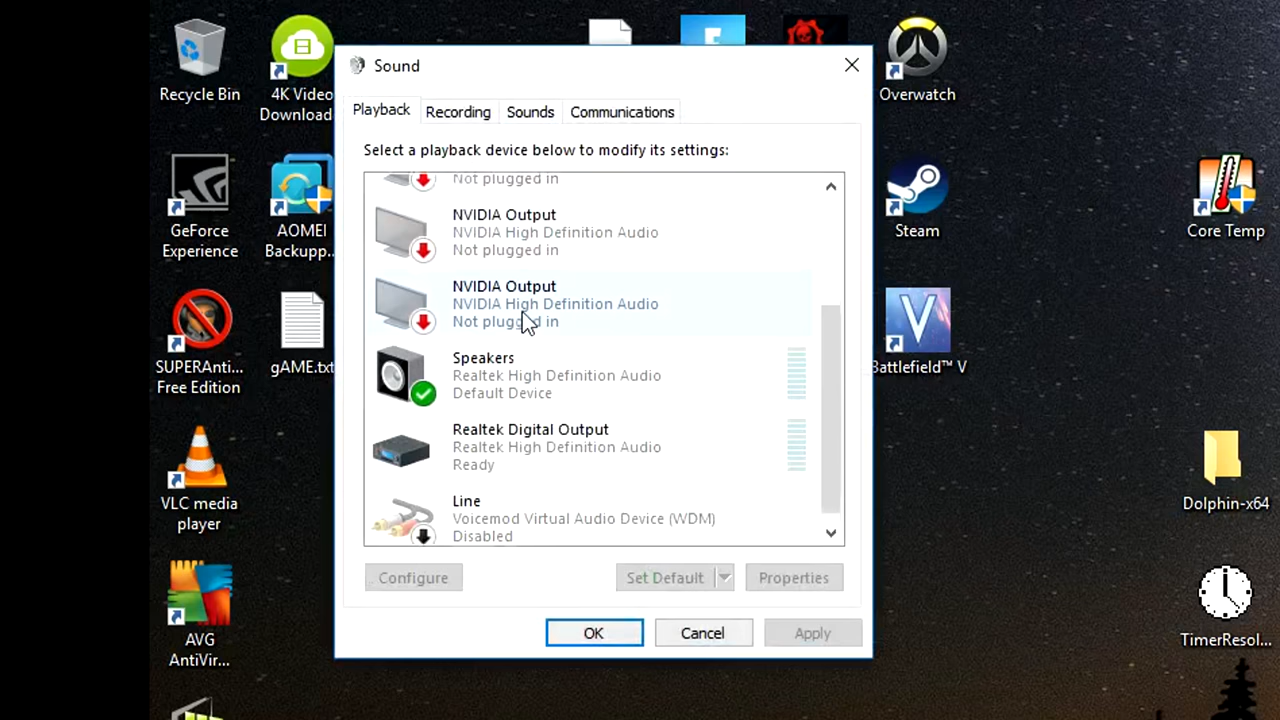 Sound
Playback
Recording
Sounds
Communications
Select a playback device below to modify its settings:
Not plugged in
NVIDIA Output
NVIDIA High Definition Audio
Not plugged in
NVIDIA Output
NVIDIA High Definition Audio
Not plugged in
Speakers
Realtek High Definition Audio
Default Device
Realtek Digital Output
Realtek High Definition Audio
Ready
Line
Voicemod Virtual Audio Device (WDM)
Disabled
Configure
Set Default
Properties
OK
Cancel
Apply
Recycle Bin
4K Video
Download
GeForce
Experience
AOMEI
Backupp...
SUPERAnti...
Free Edition
gAME.txt
VLC media
player
AVG
AntiVir...
Overwatch
Steam
Battlefield™ V
Core Temp
Dolphin-x64
TimerResol...